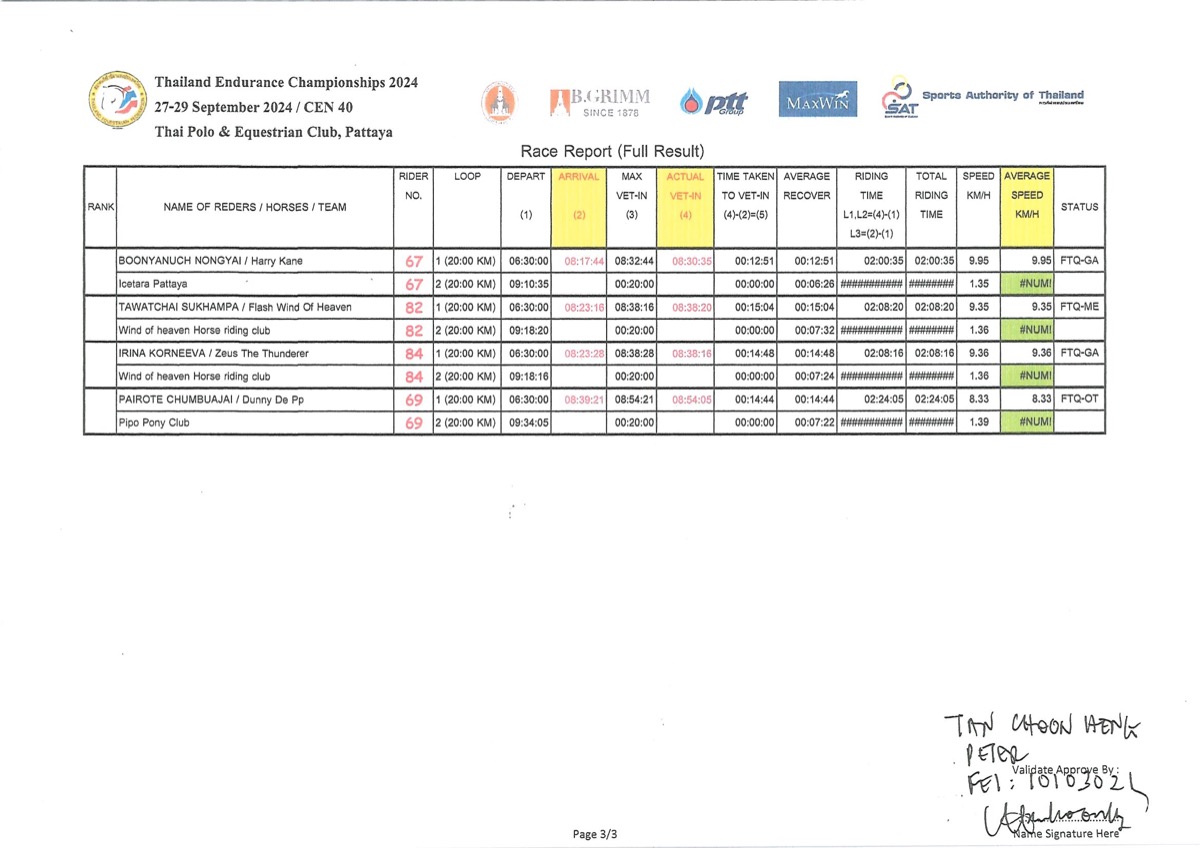 Thailand Endurance Championships 2024
27-29 September 2024 / CEN 40
Thai Polo & Equestrian Club, Pattaya
B.GRIMM
SINCE 1878
ptt
Group
MAXWIN
SAT
Sports Authority of Thailand
Race Report (Full Result)
RANK NAME OF REDERS / HORSES / TEAM RIDER NO. LOOP DEPART (1) ARRIVAL (2) MAX VET-IN (3) ACTUAL VET-IN (4) TIME TAKEN TO VET-IN (4)-(2)=(5) AVERAGE RECOVER RIDING TIME L1,L2=(4)-(1) L3=(2)-(1) TOTAL RIDING TIME SPEED KM/H AVERAGE SPEED KM/H STATUS
BOONYANUCH NONGYAI / Harry Kane 67 1 (20:00 KM) 06:30:00 08:17:44 08:32:44 08:30:35 00:12:51 00:12:51 02:00:35 02:00:35 9.95 9.95 FTQ-GA
Icetara Pattaya 67 2 (20:00 KM) 09:10:35 00:20:00 00:00:00 00:06:26 ########### ######## 1.35 #NUM!
TAWATCHAI SUKHAMPA / Flash Wind Of Heaven 82 1 (20:00 KM) 06:30:00 08:23:16 08:38:16 08:38:20 00:15:04 00:15:04 02:08:20 02:08:20 9.35 9.35 FTQ-ME
Wind of heaven Horse riding club 82 2 (20:00 KM) 09:18:20 00:20:00 00:00:00 00:07:32 ########### ######## 1.36 #NUM!
IRINA KORNEEVA / Zeus The Thunderer 84 1 (20:00 KM) 06:30:00 08:23:28 08:38:28 08:38:16 00:14:48 00:14:48 02:08:16 02:08:16 9.36 9.36 FTQ-GA
Wind of heaven Horse riding club 84 2 (20:00 KM) 09:18:16 00:20:00 00:00:00 00:07:24 ########### ######## 1.36 #NUM!
PAIROTE CHUMBUAJAI / Dunny De Pp 69 1 (20:00 KM) 06:30:00 08:39:21 08:54:21 08:54:05 00:14:44 00:14:44 02:24:05 02:24:05 8.33 8.33 FTQ-OT
Pipo Pony Club 69 2 (20:00 KM) 09:34:05 00:20:00 00:00:00 00:07:22 ########### ######## 1.39 #NUM!
TAN CHOON HENG
PETER
Validate Approve By :
FEI : 10103021
Name Signature Here
Page 3/3